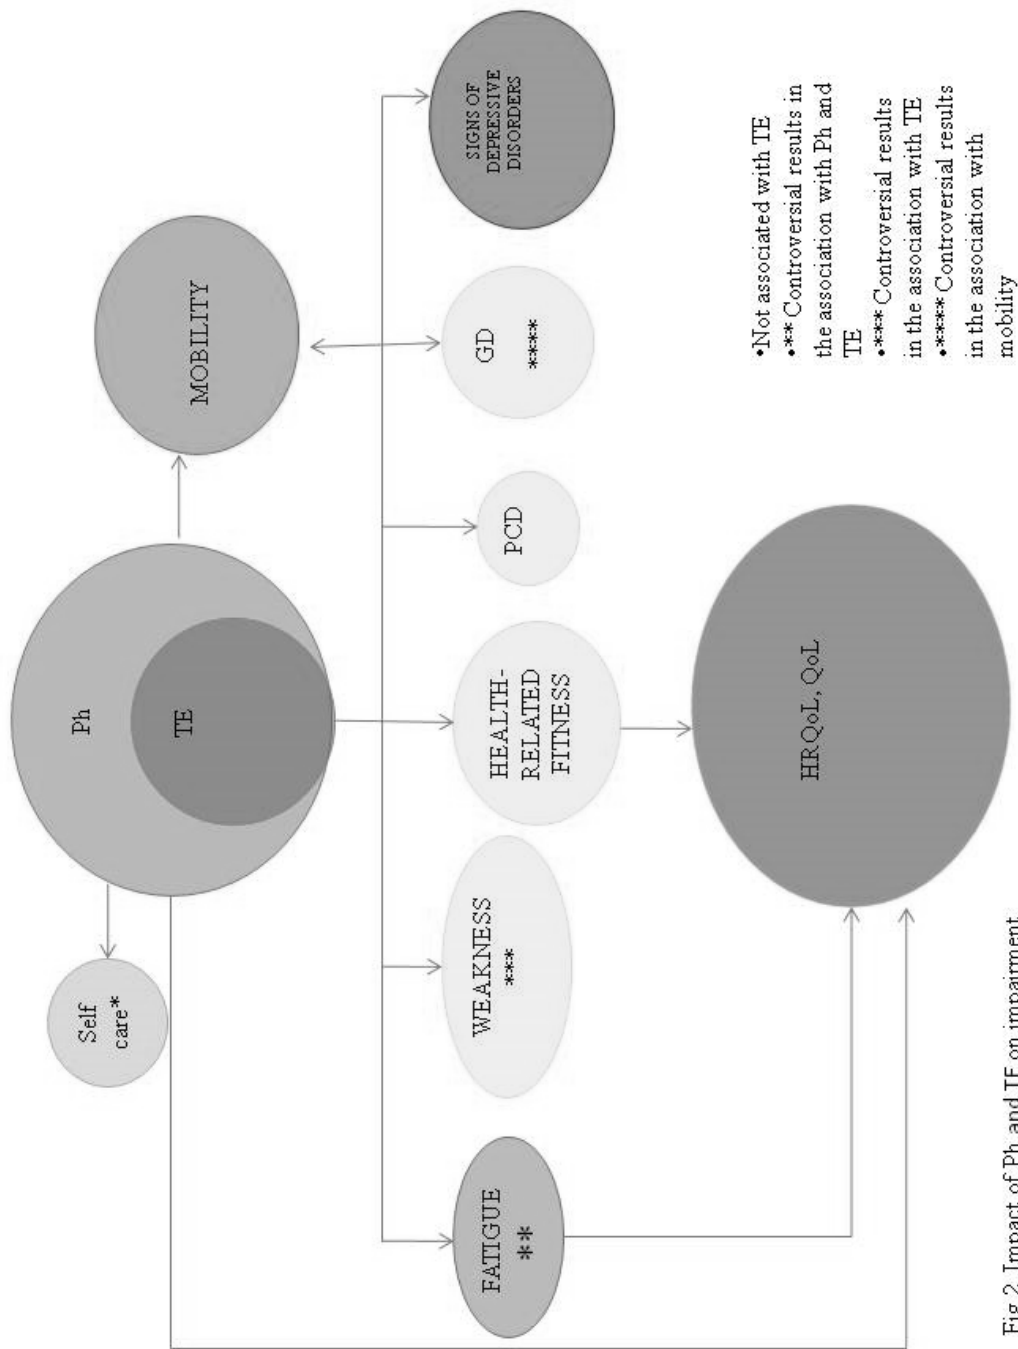 Ph
TE
Self
care*
MOBILITY
FATIGUE
**
WEAKNESS
***
HEALTH-
RELATED
FITNESS
PCD
GD
****
SIGNS OF
DEPRESSIVE
DISORDERS
HRQoL, QoL
•Not associated with TE
•** Controversial results in
the association with Ph and
TE
•*** Controversial results
in the association with TE
•**** Controversial results
in the association with
mobility
Fig 2. Impact of Ph and TE on impairment